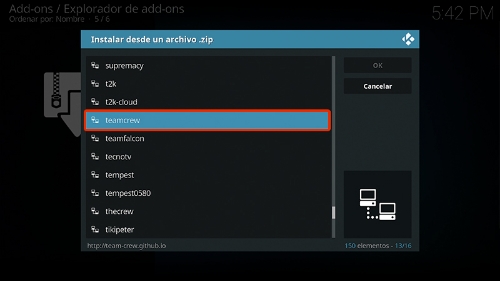 Add-ons / Explorador de add-ons
Ordenar por: Nombre · 5 / 6
5:42 PM
Instalar desde un archivo .zip
supremacy
t2k
t2k-cloud
teamcrew
teamfalcon
tecnotv
tempest
tempest0580
thecrew
tikipeter
OK
Cancelar
http://team-crew.github.io
150 elementos - 13/16